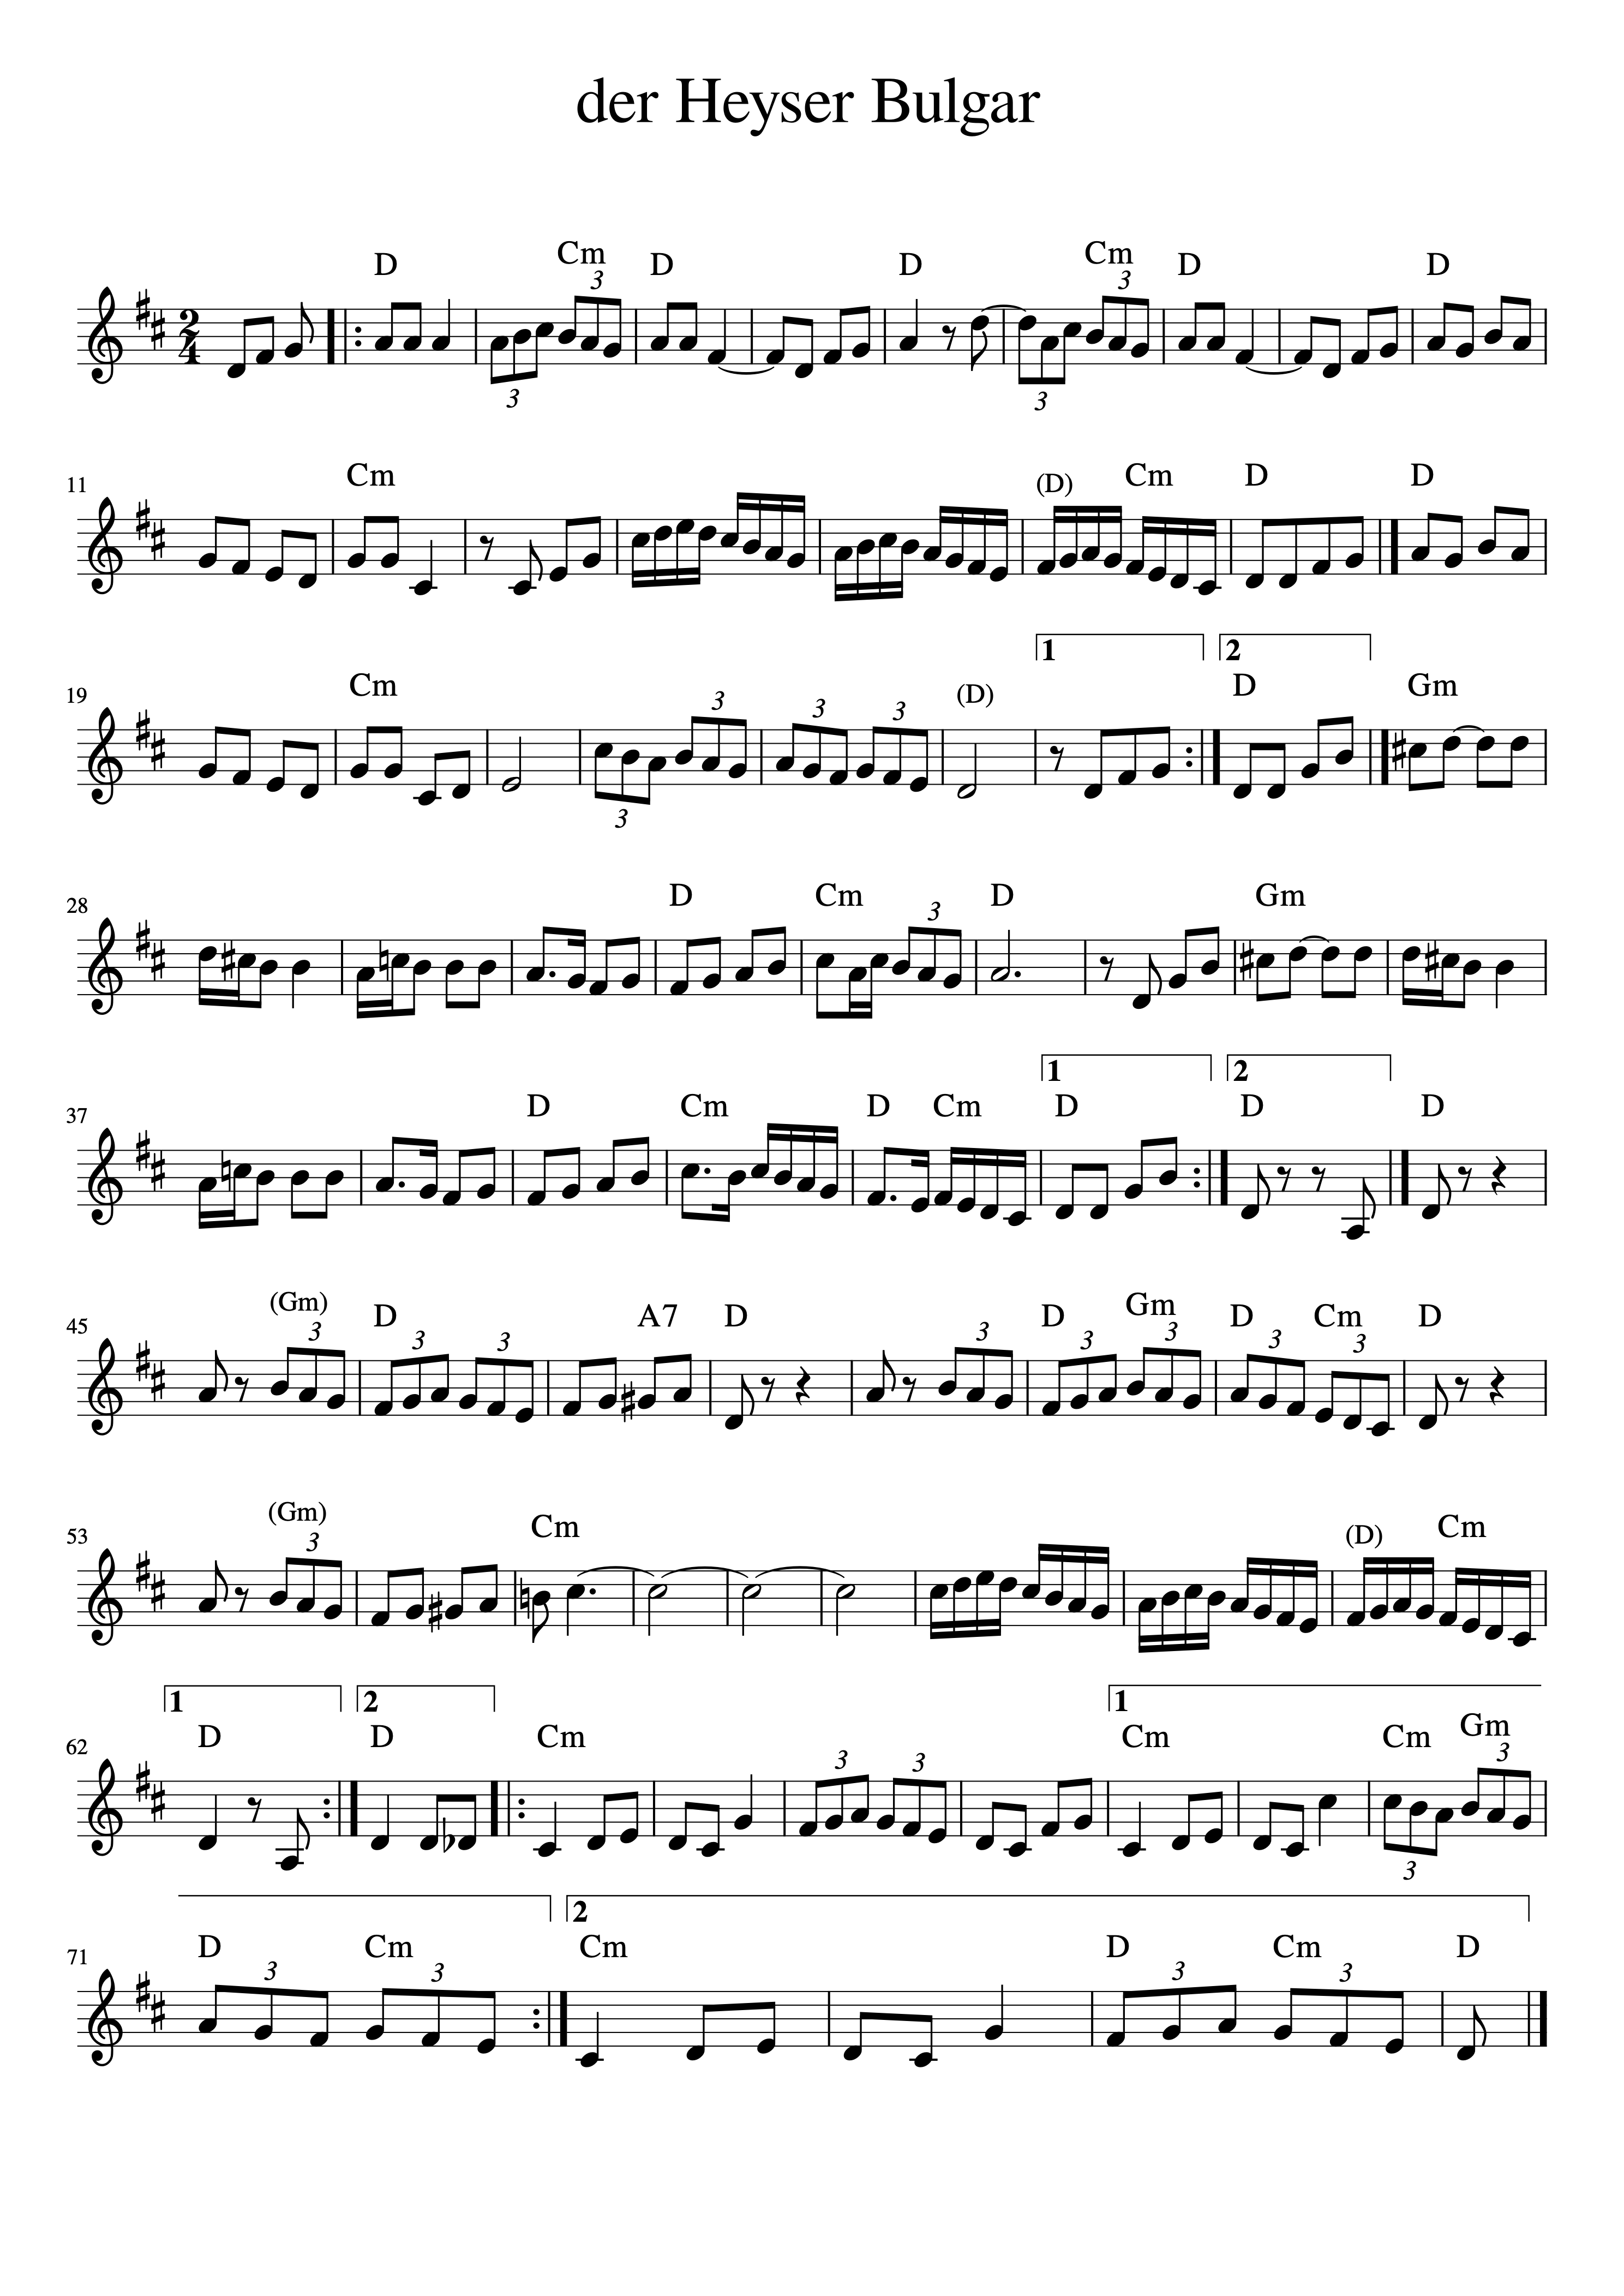 der Heyser Bulgar
D Cm D D Cm D D
3 3 3 3
2 4
11 Cm (D) Cm D D
1 2
19 Cm (D) D Gm
3 3 3 3
28 D Cm D Gm
3
1 2
37 D Cm D Cm D D D
45 (Gm) D A7 D D Gm D Cm D
3 3 3 3 3 3 3 3
53 (Gm) Cm (D) Cm
3
1 2 1
62 D D Cm Cm Cm Gm
3 3 3 3
2
71 D Cm Cm D Cm D
3 3 3 3